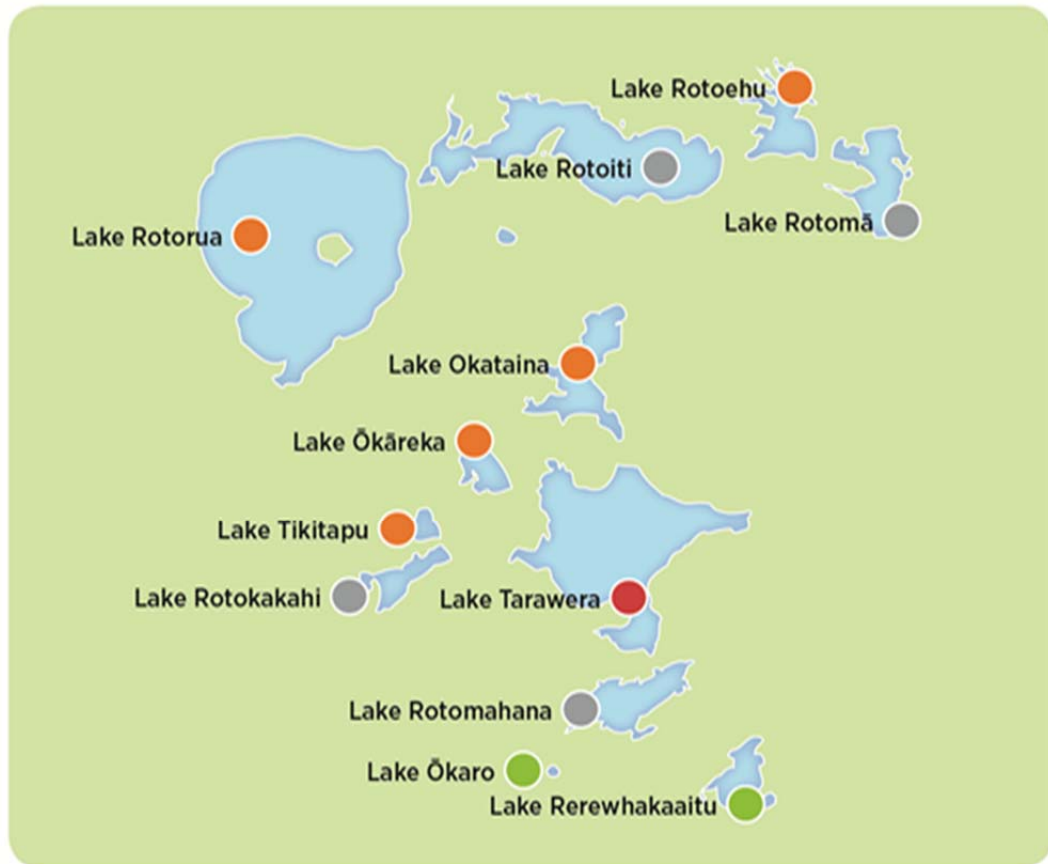 Lake Rotoehu
Lake Rotoiti
Lake Rotomā
Lake Rotorua
Lake Okataina
Lake Ōkāreka
Lake Tikitapu
Lake Rotokakahi
Lake Tarawera
Lake Rotomahana
Lake Ōkaro
Lake Rerewhakaaitu